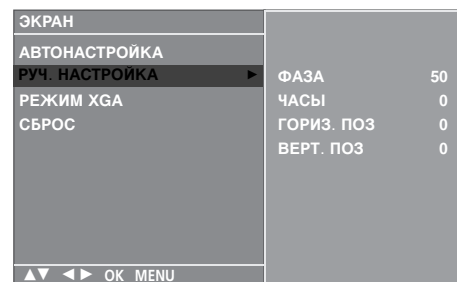 ЭКРАН
АВТОНАСТРОЙКА
РУЧ. НАСТРОЙКА ►
РЕЖИМ XGA
СБРОС
ФАЗА 50
ЧАСЫ 0
ГОРИЗ. ПОЗ 0
ВЕРТ. ПОЗ 0
▲▼ ◄► OK MENU